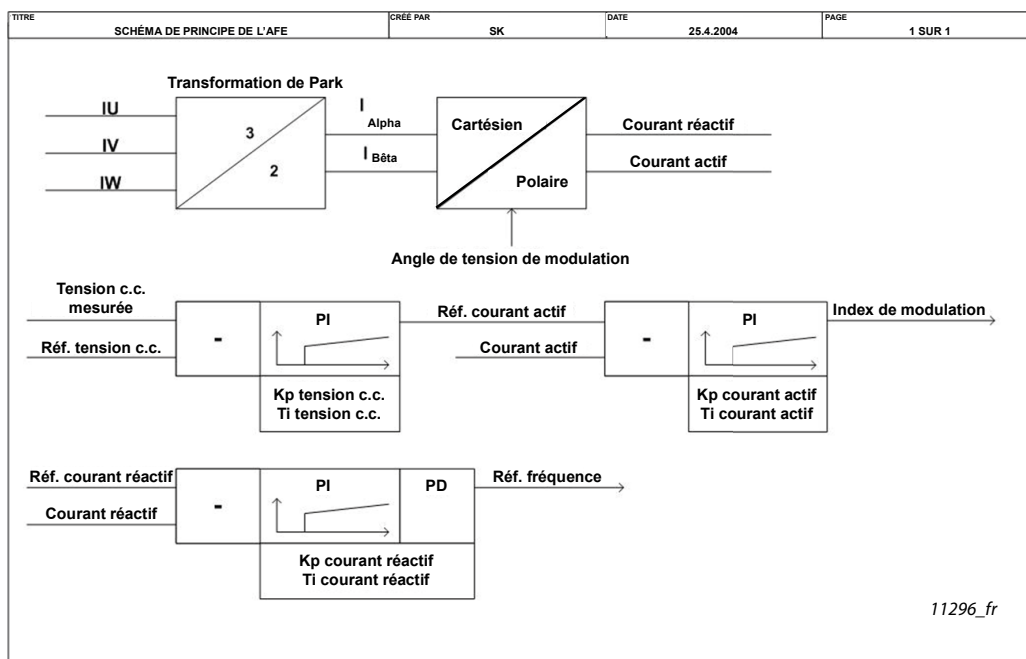 TITRE
SCHÉMA DE PRINCIPE DE L'AFE
CRÉÉ PAR
SK
DATE
25.4.2004
PAGE
1 SUR 1
Transformation de Park
IU
IV
IW
3
2
I Alpha
I Bêta
Cartésien
Polaire
Courant réactif
Courant actif
Angle de tension de modulation
Tension c.c.
mesurée
Réf. tension c.c.
-
PI
Kp tension c.c.
Ti tension c.c.
Réf. courant actif
Courant actif
-
PI
Kp courant actif
Ti courant actif
Index de modulation
Réf. courant réactif
Courant réactif
-
PI
PD
Kp courant réactif
Ti courant réactif
Réf. fréquence
11296_fr